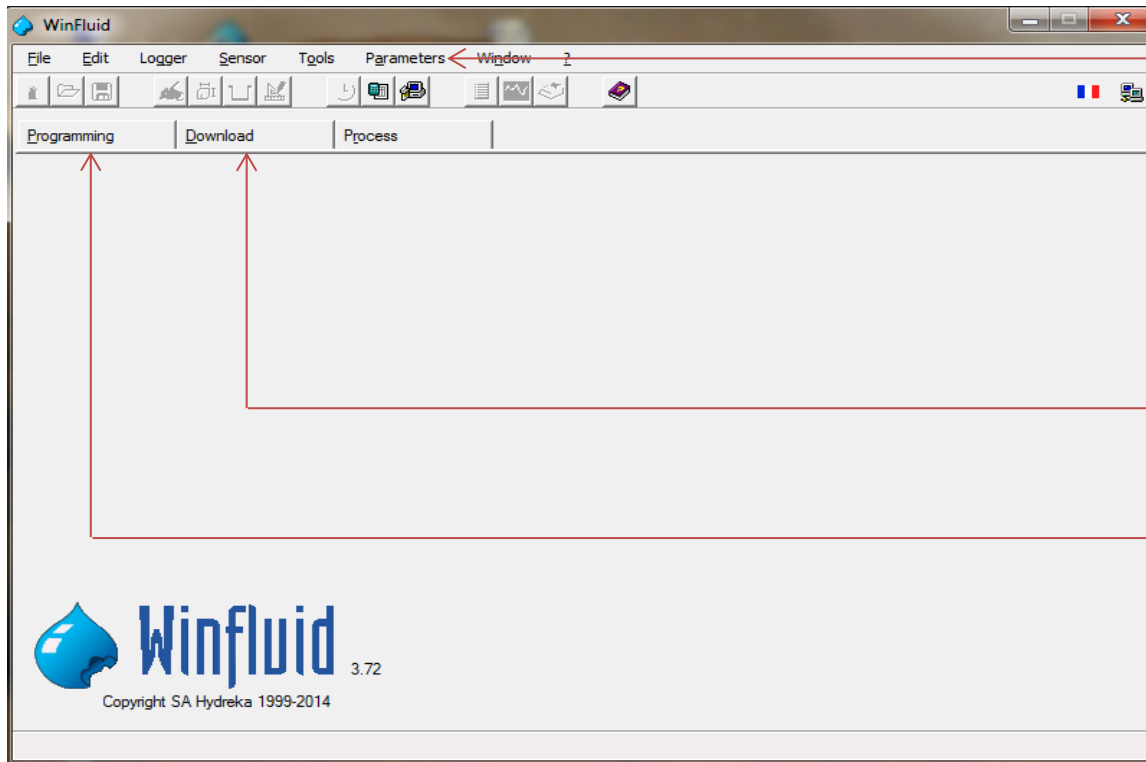 WinFluid
File Edit Logger Sensor Tools Parameters Window ?
Programming Download Process
Winfluid 3.72
Copyright SA Hydreka 1999-2014